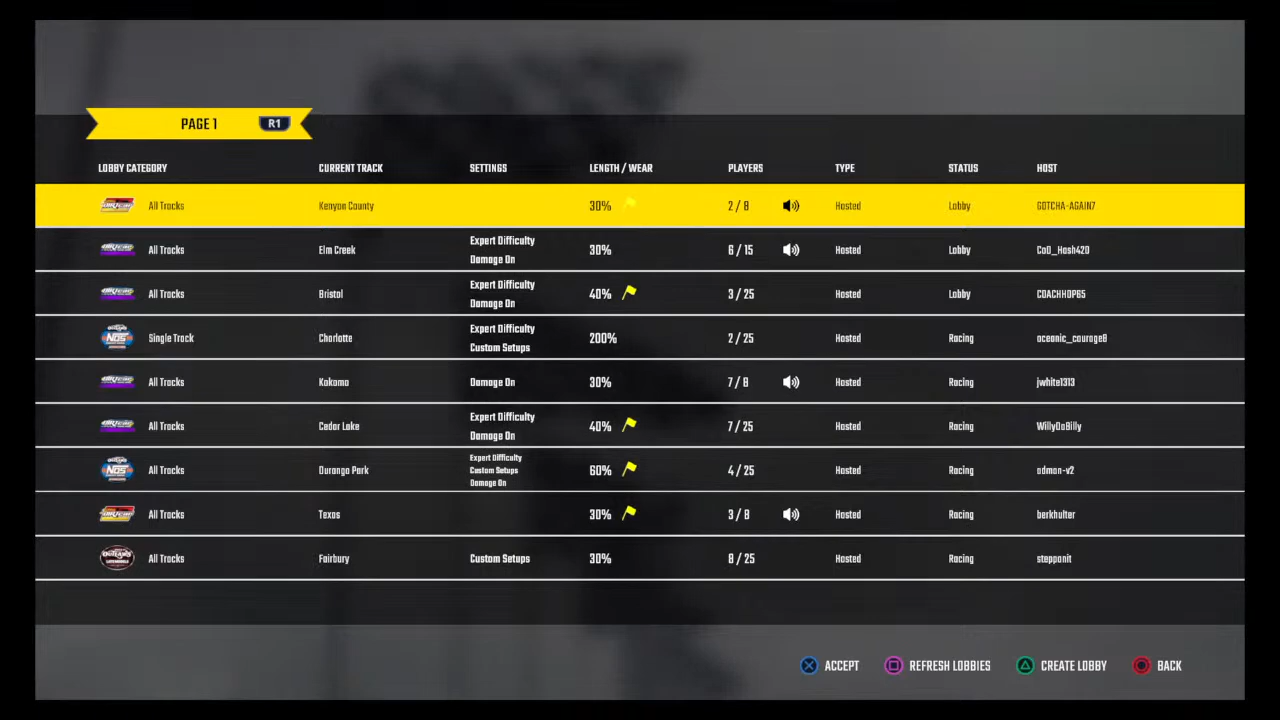 PAGE 1 R1
LOBBY CATEGORY CURRENT TRACK SETTINGS LENGTH / WEAR PLAYERS TYPE STATUS HOST
All Tracks Kenyon County 30% 2 / 8 Hosted Lobby GOTCHA-AGAIN7
All Tracks Elm Creek Expert Difficulty Damage On 30% 6 / 15 Hosted Lobby CoD_Hash420
All Tracks Bristol Expert Difficulty Damage On 40% 3 / 25 Hosted Lobby COACHHOP65
NOS Single Track Charlotte Expert Difficulty Custom Setups 200% 2 / 25 Hosted Racing oceanic_courage8
All Tracks Kokomo Damage On 30% 7 / 8 Hosted Racing jwhite1313
All Tracks Cedar Lake Expert Difficulty Damage On 40% 7 / 25 Hosted Racing WillyDaBilly
NOS All Tracks Durango Park Expert Difficulty Custom Setups Damage On 60% 4 / 25 Hosted Racing adman-v2
All Tracks Texas 30% 3 / 8 Hosted Racing berkhulter
OUTLAWS All Tracks Fairbury Custom Setups 30% 8 / 25 Hosted Racing stepponit
ACCEPT REFRESH LOBBIES CREATE LOBBY BACK